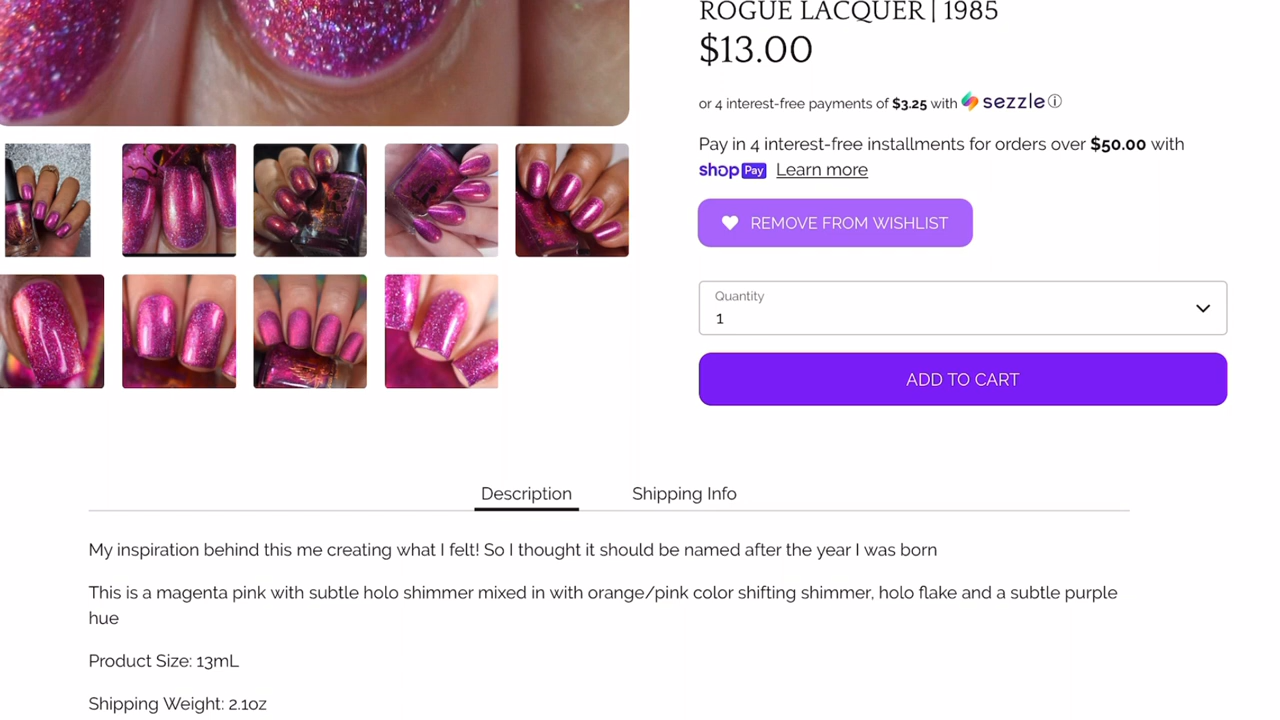 ROGUE LACQUER | 1985
$13.00
or 4 interest-free payments of $3.25 with sezzle
Pay in 4 interest-free installments for orders over $50.00 with
shop Pay Learn more
REMOVE FROM WISHLIST
Quantity
1
ADD TO CART
Description Shipping Info
My inspiration behind this me creating what I felt! So I thought it should be named after the year I was born
This is a magenta pink with subtle holo shimmer mixed in with orange/pink color shifting shimmer, holo flake and a subtle purple
hue
Product Size: 13mL
Shipping Weight: 2.1oz